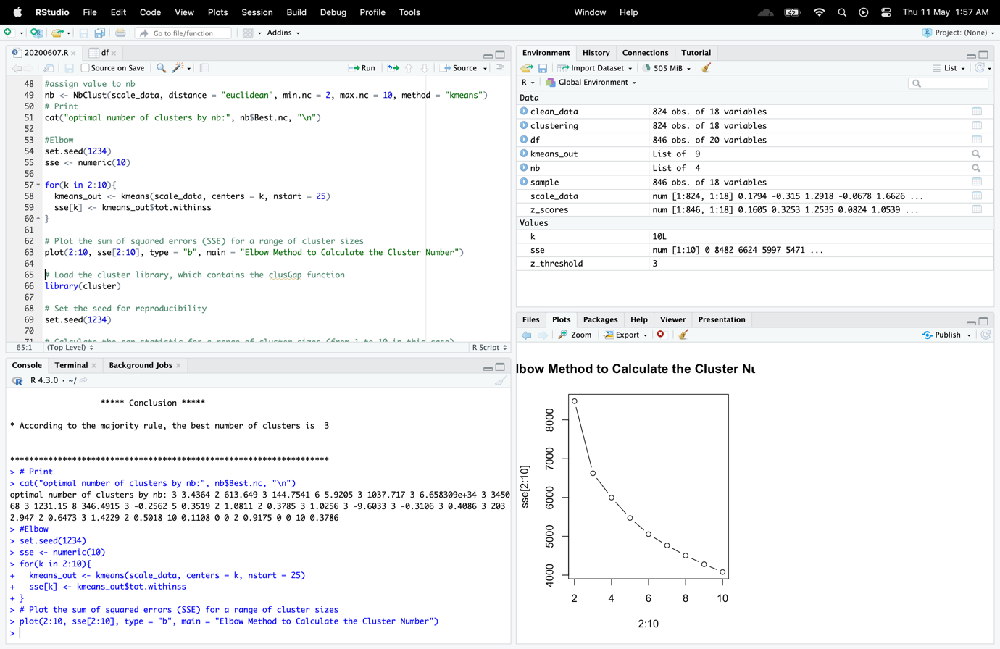 RStudio File Edit Code View Plots Session Build Debug Profile Tools Window Help Thu 11 May 1:57 AM
Go to file/function Addins Project: (None)
20200607.R df
Source on Save Run Source
48 #assign value to nb
49 nb <- NbClust(scale_data, distance = "euclidean", min.nc = 2, max.nc = 10, method = "kmeans")
50 # Print
51 cat("optimal number of clusters by nb:", nb$Best.nc, "\n")
52
53 #Elbow
54 set.seed(1234)
55 sse <- numeric(10)
56
57 for(k in 2:10){
58 kmeans_out <- kmeans(scale_data, centers = k, nstart = 25)
59 sse[k] <- kmeans_out$tot.withinss
60 }
61
62 # Plot the sum of squared errors (SSE) for a range of cluster sizes
63 plot(2:10, sse[2:10], type = "b", main = "Elbow Method to Calculate the Cluster Number")
64
65 # Load the cluster library, which contains the clusGap function
66 library(cluster)
67
68 # Set the seed for reproducibility
69 set.seed(1234)
70
71 # Calculate the gap statistic for a range of cluster sizes (from 1 to 10 in this case)
65:1 (Top Level) R Script
Console Terminal Background Jobs
R 4.3.0 · ~/
***** Conclusion *****
* According to the majority rule, the best number of clusters is 3
*******************************************************************
> # Print
> cat("optimal number of clusters by nb:", nb$Best.nc, "\n")
optimal number of clusters by nb: 3 3.4364 2 613.649 3 144.7541 6 5.9205 3 1037.717 3 6.658309e+34 3 3450
68 3 1231.15 8 346.4915 3 -0.2562 5 0.3519 2 1.0811 2 0.3785 3 1.0256 3 -9.6033 3 -0.3106 3 0.4086 3 203
2.947 2 0.6473 3 1.4229 2 0.5018 10 0.1108 0 0 2 0.9175 0 0 10 0.3786
> #Elbow
> set.seed(1234)
> sse <- numeric(10)
> for(k in 2:10){
+ kmeans_out <- kmeans(scale_data, centers = k, nstart = 25)
+ sse[k] <- kmeans_out$tot.withinss
+ }
> # Plot the sum of squared errors (SSE) for a range of cluster sizes
> plot(2:10, sse[2:10], type = "b", main = "Elbow Method to Calculate the Cluster Number")
>
Environment History Connections Tutorial
Import Dataset 505 MiB List
R Global Environment
Data
clean_data 824 obs. of 18 variables
clustering 824 obs. of 18 variables
df 846 obs. of 20 variables
kmeans_out List of 9
nb List of 4
sample 846 obs. of 18 variables
scale_data num [1:824, 1:18] 0.1794 -0.315 1.2918 -0.0678 1.6626 ...
z_scores num [1:846, 1:18] 0.1605 0.3253 1.2535 0.0824 1.0539 ...
Values
k 10L
sse num [1:10] 0 8482 6624 5997 5471 ...
z_threshold 3
Files Plots Packages Help Viewer Presentation
Zoom Export Publish
lbow Method to Calculate the Cluster Nu
8000
7000
6000
5000
4000
sse[2:10]
2 4 6 8 10
2:10